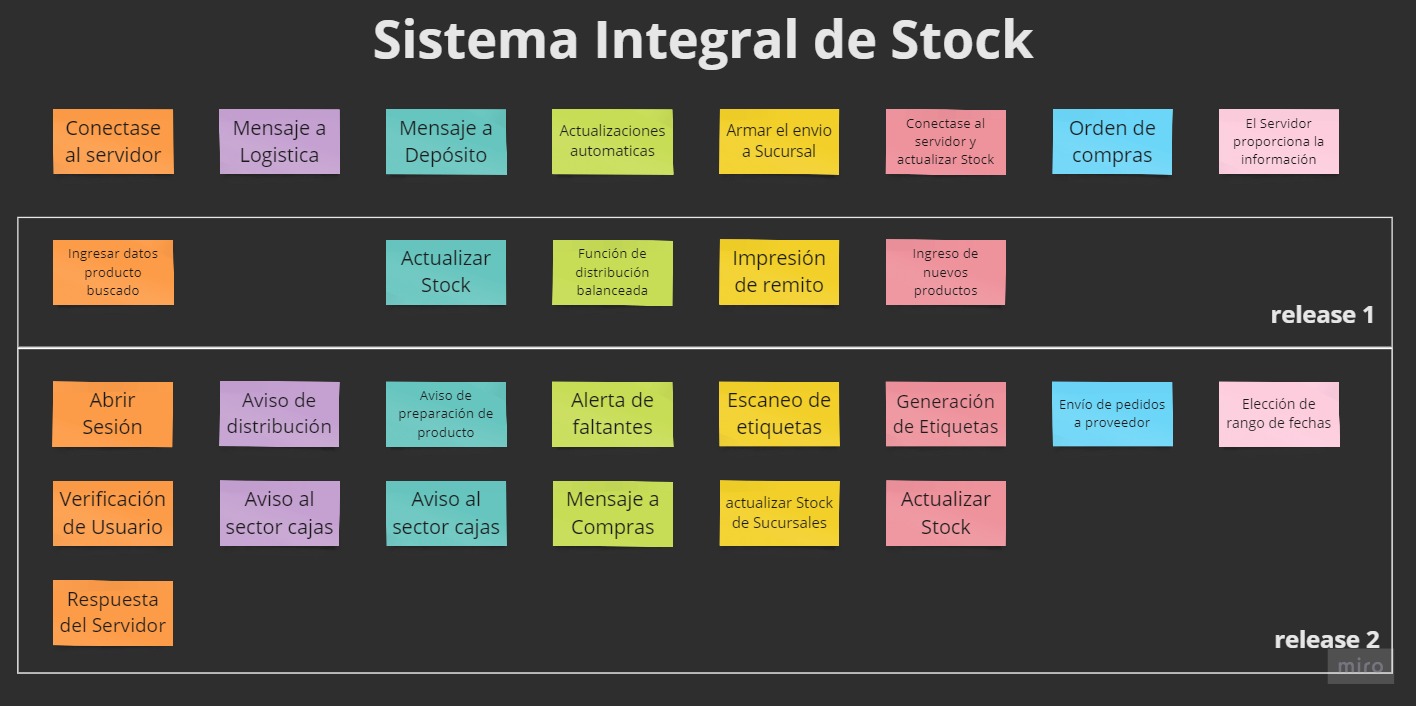 Sistema Integral de Stock
Conectase
al servidor
Mensaje a
Logistica
Mensaje a
Depósito
Actualizaciones
automaticas
Armar el envio
a Sucursal
Conectase al
servidor y
actualizar Stock
Orden de
compras
El Servidor
proporciona la
información
Ingresar datos
producto
buscado
Actualizar
Stock
Función de
distribución
balanceada
Impresión
de remito
Ingreso de
nuevos
productos
release 1
Abrir
Sesión
Aviso de
distribución
Aviso de
preparación de
producto
Alerta de
faltantes
Escaneo de
etiquetas
Generación
de Etiquetas
Envío de pedidos
a proveedor
Elección de
rango de fechas
Verificación
de Usuario
Aviso al
sector cajas
Aviso al
sector cajas
Mensaje a
Compras
actualizar Stock
de Sucursales
Actualizar
Stock
Respuesta
del Servidor
release 2
miro